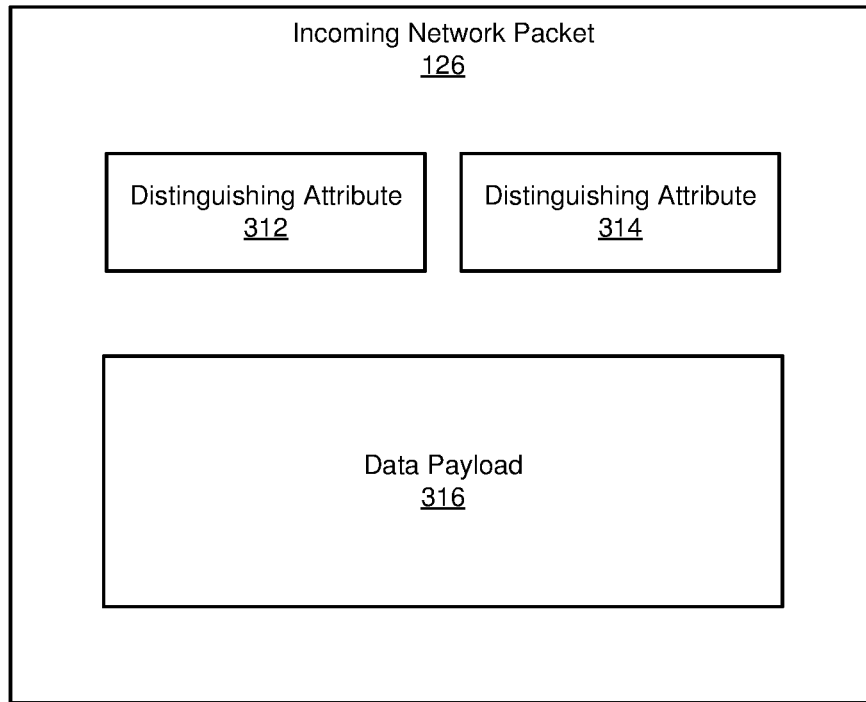 Incoming Network Packet
126
Distinguishing Attribute
312
Distinguishing Attribute
314
Data Payload
316